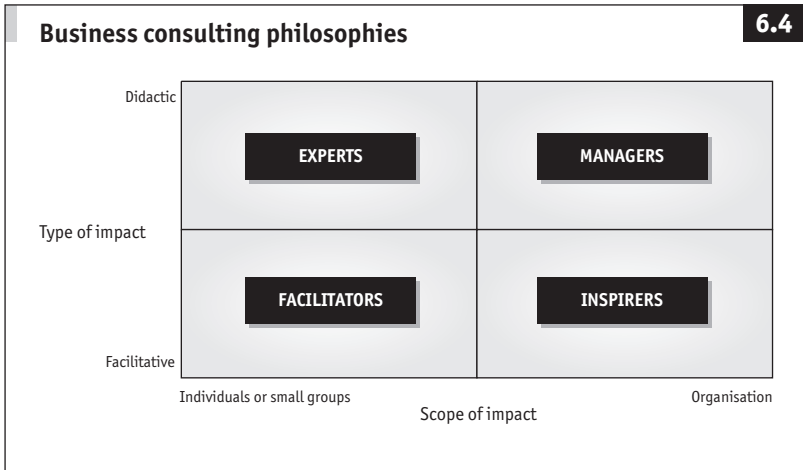 Business consulting philosophies
6.4
Didactic
EXPERTS
MANAGERS
Type of impact
FACILITATORS
INSPIRERS
Facilitative
Individuals or small groups
Organisation
Scope of impact